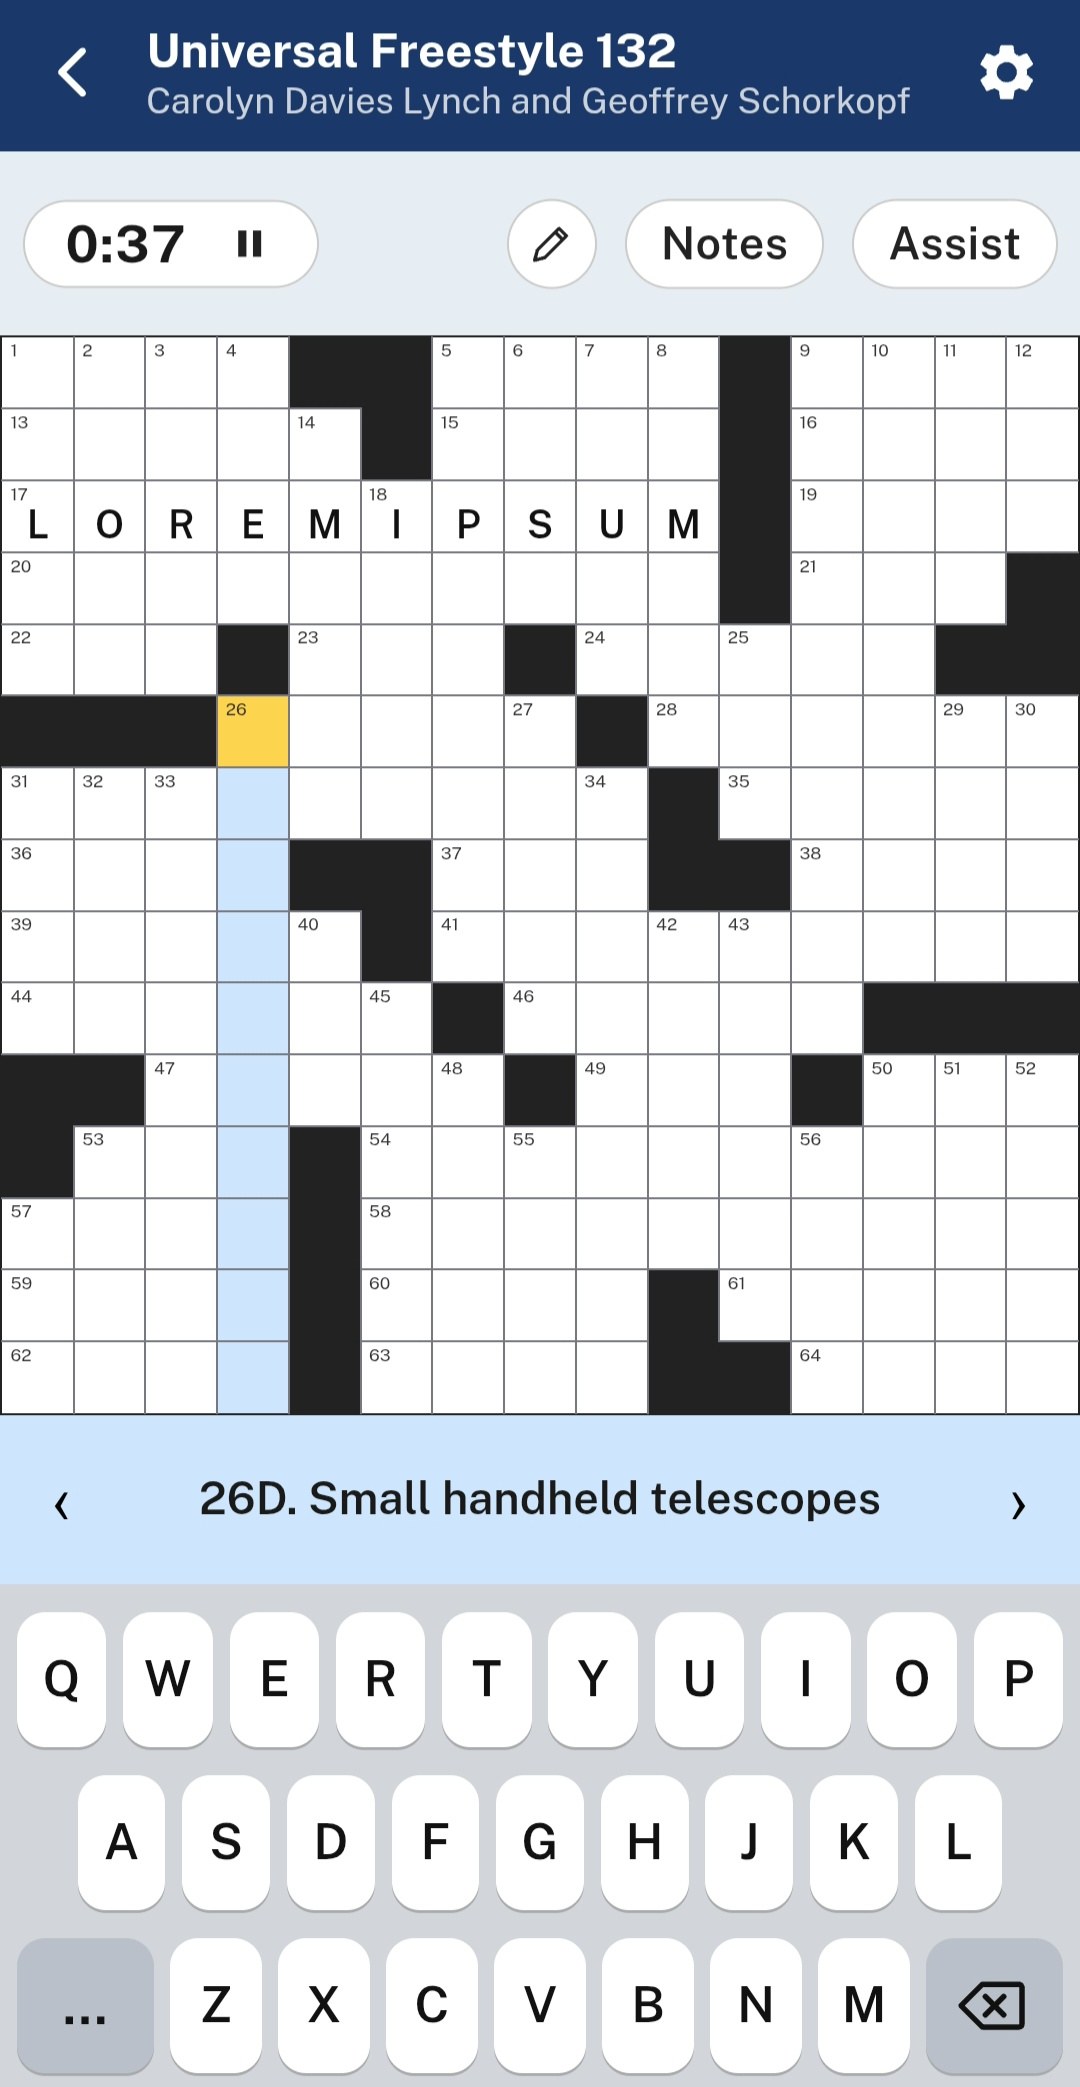 Universal Freestyle 132
Carolyn Davies Lynch and Geoffrey Schorkopf
0:37 Notes Assist
1 2 3 4 5 6 7 8 9 10 11 12
13 14 15 16
17 18 19
L O R E M I P S U M
20 21
22 23 24 25
26 27 28 29 30
31 32 33 34 35
36 37 38
39 40 41 42 43
44 45 46
47 48 49 50 51 52
53 54 55 56
57 58
59 60 61
62 63 64
‹ 26D. Small handheld telescopes ›
Q W E R T Y U I O P
A S D F G H J K L
... Z X C V B N M